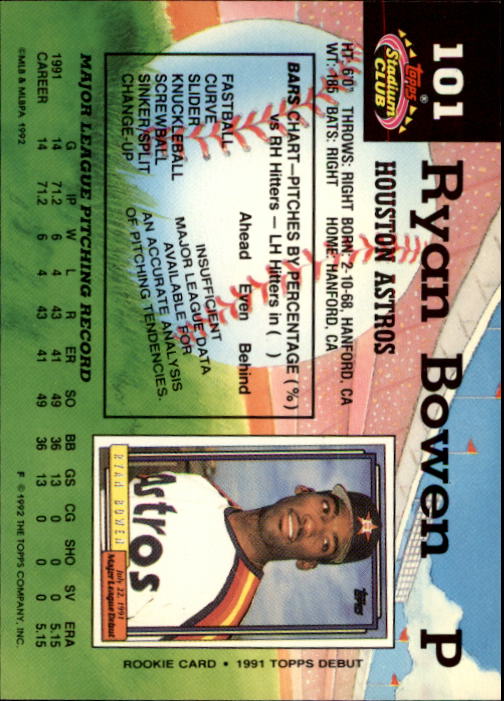 101
Topps®
Stadium
CLUB
Ryan Bowen P
HOUSTON ASTROS
HT: 6'0" THROWS: RIGHT BORN: 2-10-68, HANFORD, CA
WT: 185 BATS: RIGHT HOME: HANFORD, CA
BARS CHART—PITCHES BY PERCENTAGE (%)
vs RH Hitters — LH Hitters in ( )
Ahead Even Behind
FASTBALL
CURVE
SLIDER
KNUCKLEBALL
SCREWBALL
SINKER/SPLIT
CHANGE-UP
INSUFFICIENT
MAJOR LEAGUE DATA
AVAILABLE FOR
AN ACCURATE ANALYSIS
OF PITCHING TENDENCIES.
Topps
Astros
RYAN BOWEN
July 22, 1991
Major League Debut
ROOKIE CARD • 1991 TOPPS DEBUT
MAJOR LEAGUE PITCHING RECORD
G IP W L R ER SO BB GS CG SHO SV ERA
1991 14 71.2 6 4 43 41 49 36 13 0 0 0 5.15
CAREER 14 71.2 6 4 43 41 49 36 13 0 0 0 5.15
©MLB & MLBPA 1992
F ©1992 THE TOPPS COMPANY, INC.